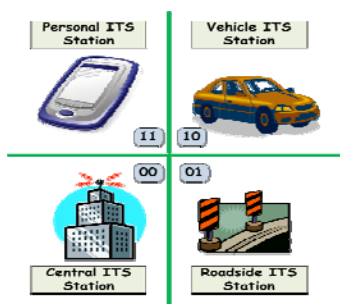 Personal ITS
Station
Vehicle ITS
Station
11
10
00
01
Central ITS
Station
Roadside ITS
Station